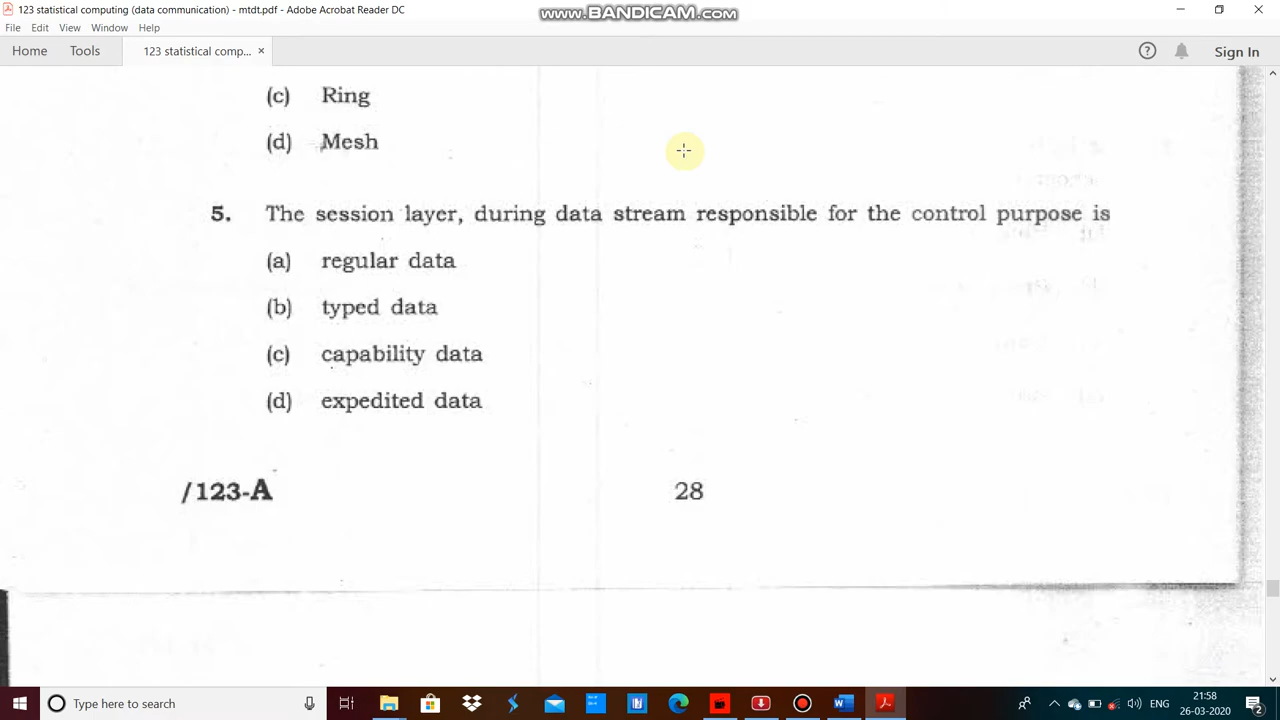 123 statistical computing (data communication) - mtdt.pdf - Adobe Acrobat Reader DC
www.BANDICAM.com
File Edit View Window Help
Home Tools 123 statistical comp... × Sign In
(c) Ring
(d) Mesh
5. The session layer, during data stream responsible for the control purpose is
(a) regular data
(b) typed data
(c) capability data
(d) expedited data
/123-A 28
Type here to search
ENG 21:58
26-03-2020
2